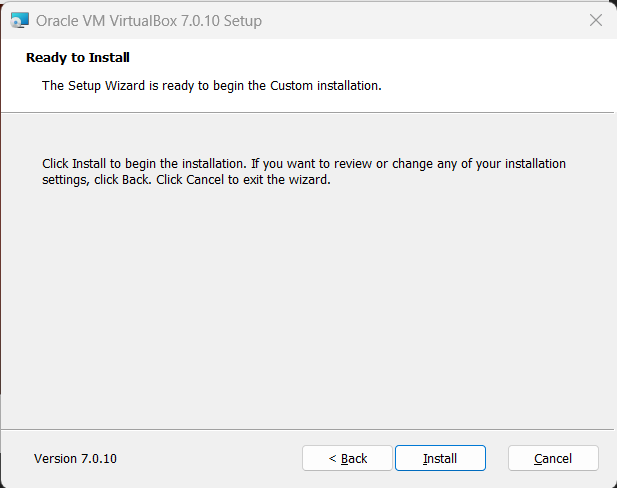 Oracle VM VirtualBox 7.0.10 Setup
Ready to Install
The Setup Wizard is ready to begin the Custom installation.
Click Install to begin the installation. If you want to review or change any of your installation
settings, click Back. Click Cancel to exit the wizard.
Version 7.0.10
< Back
Install
Cancel